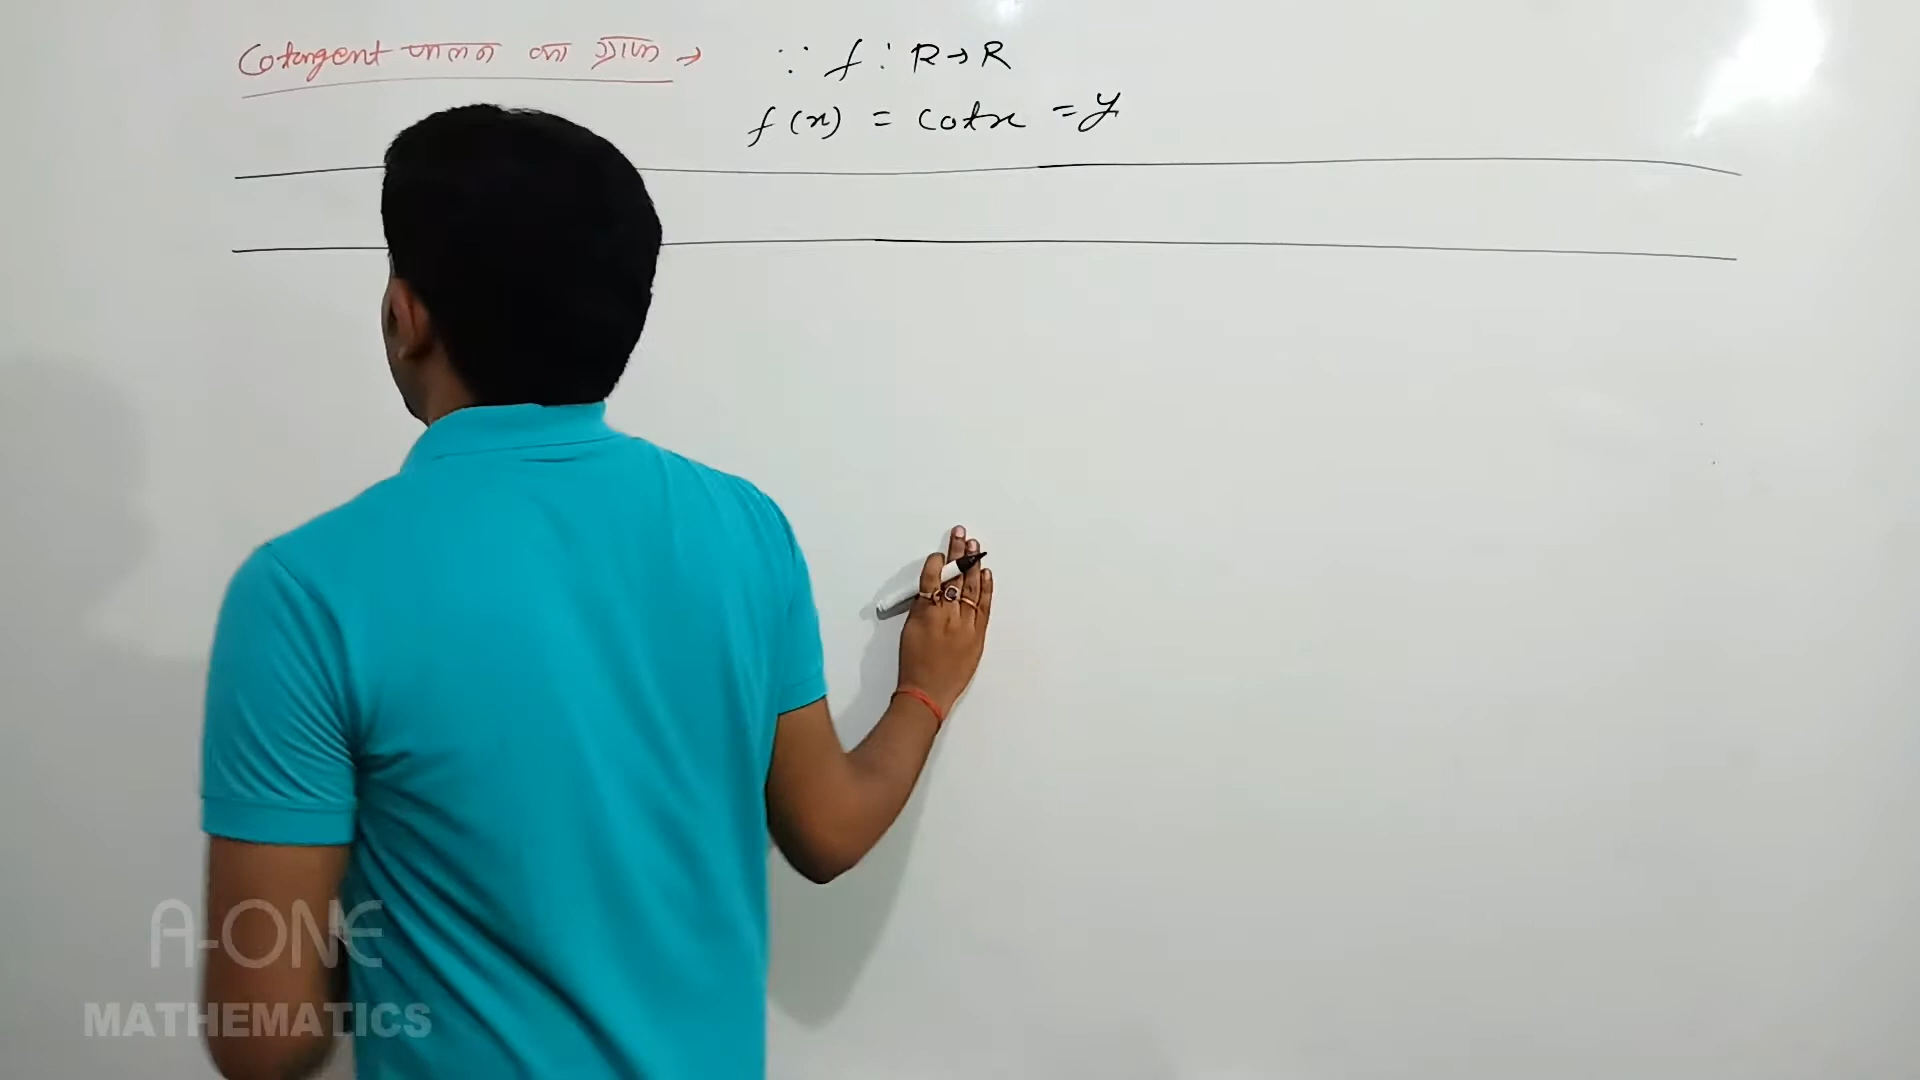 Cotangent फलन का ग्राफ →
∵ f : R → R
f(x) = cotx = y
A-ONE
MATHEMATICS